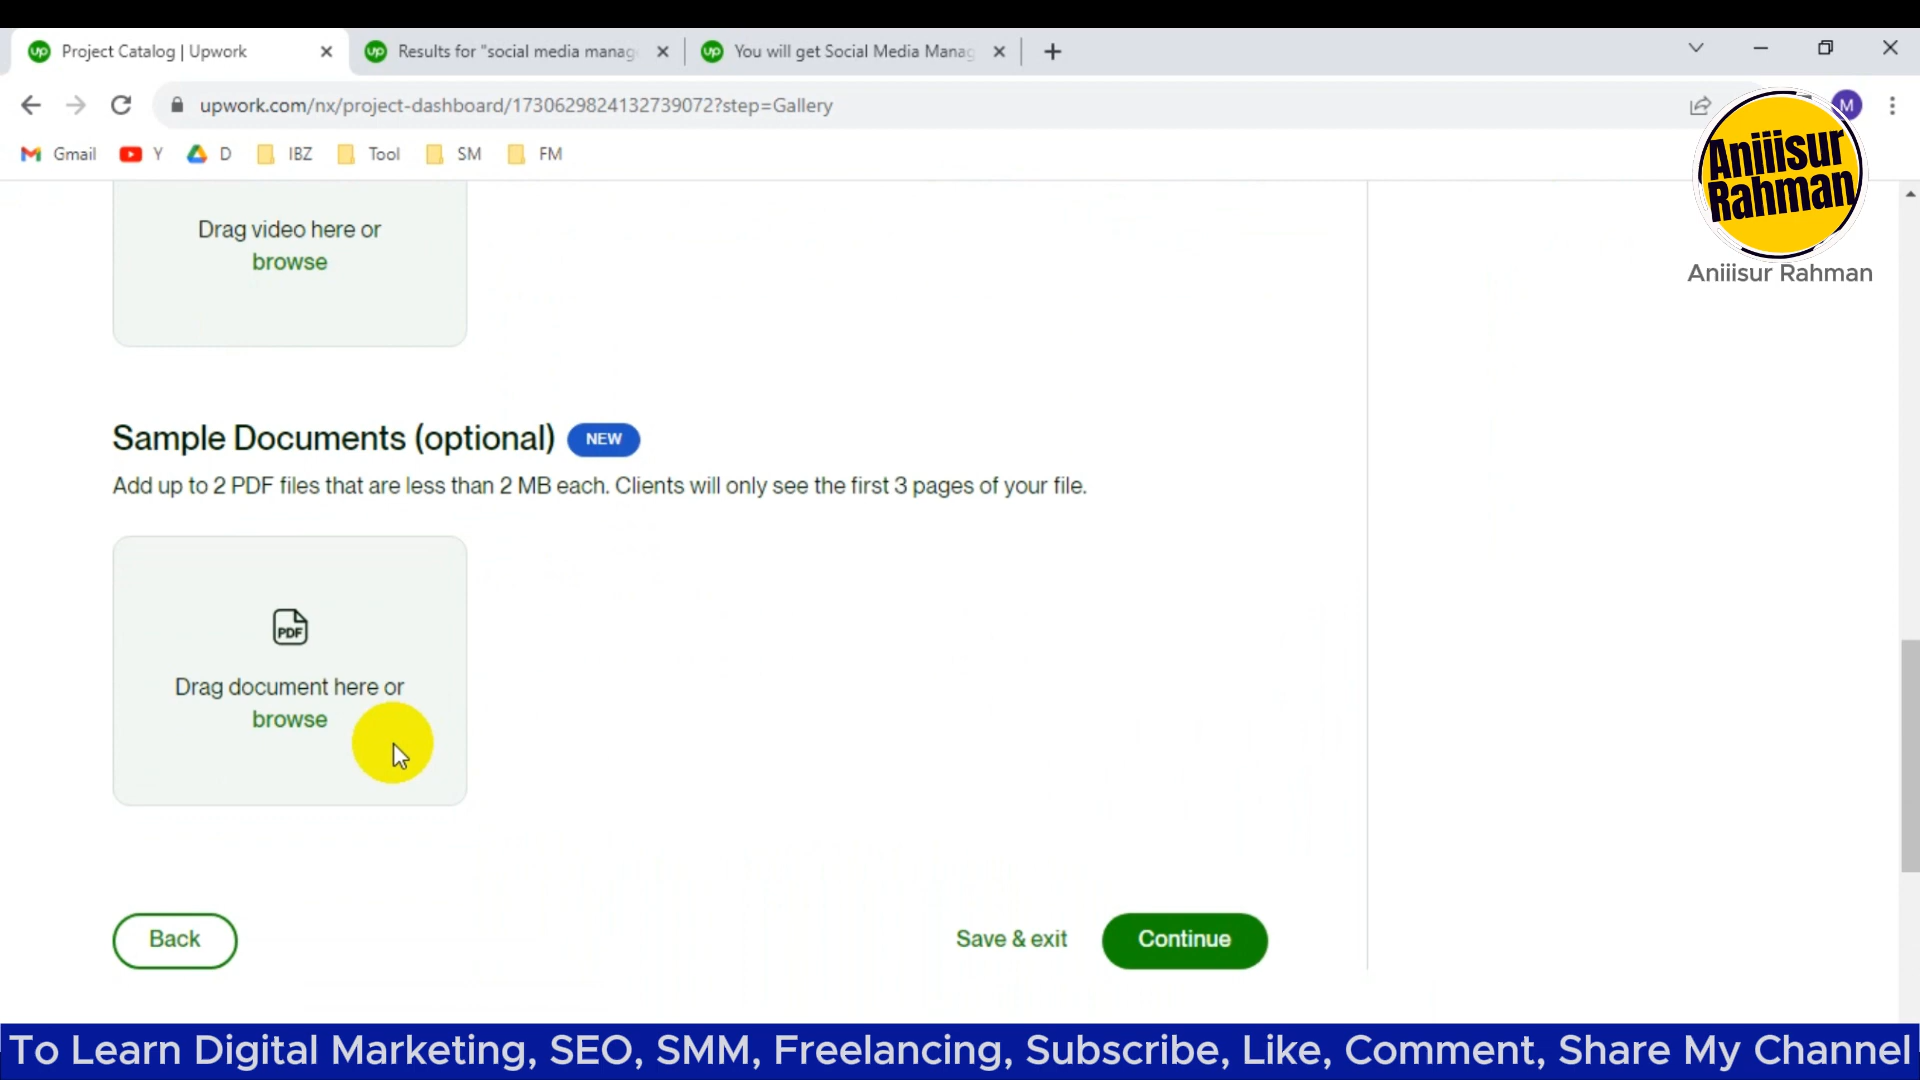 Project Catalog | Upwork
Results for "social media manag
You will get Social Media Manag
upwork.com/nx/project-dashboard/1730629824132739072?step=Gallery
M
Gmail
Y
D
IBZ
Tool
SM
FM
Aniiisur
Rahman
Aniiisur Rahman
Drag video here or
browse
Sample Documents (optional) NEW
Add up to 2 PDF files that are less than 2 MB each. Clients will only see the first 3 pages of your file.
PDF
Drag document here or
browse
Back
Save & exit
Continue
To Learn Digital Marketing, SEO, SMM, Freelancing, Subscribe, Like, Comment, Share My Channel